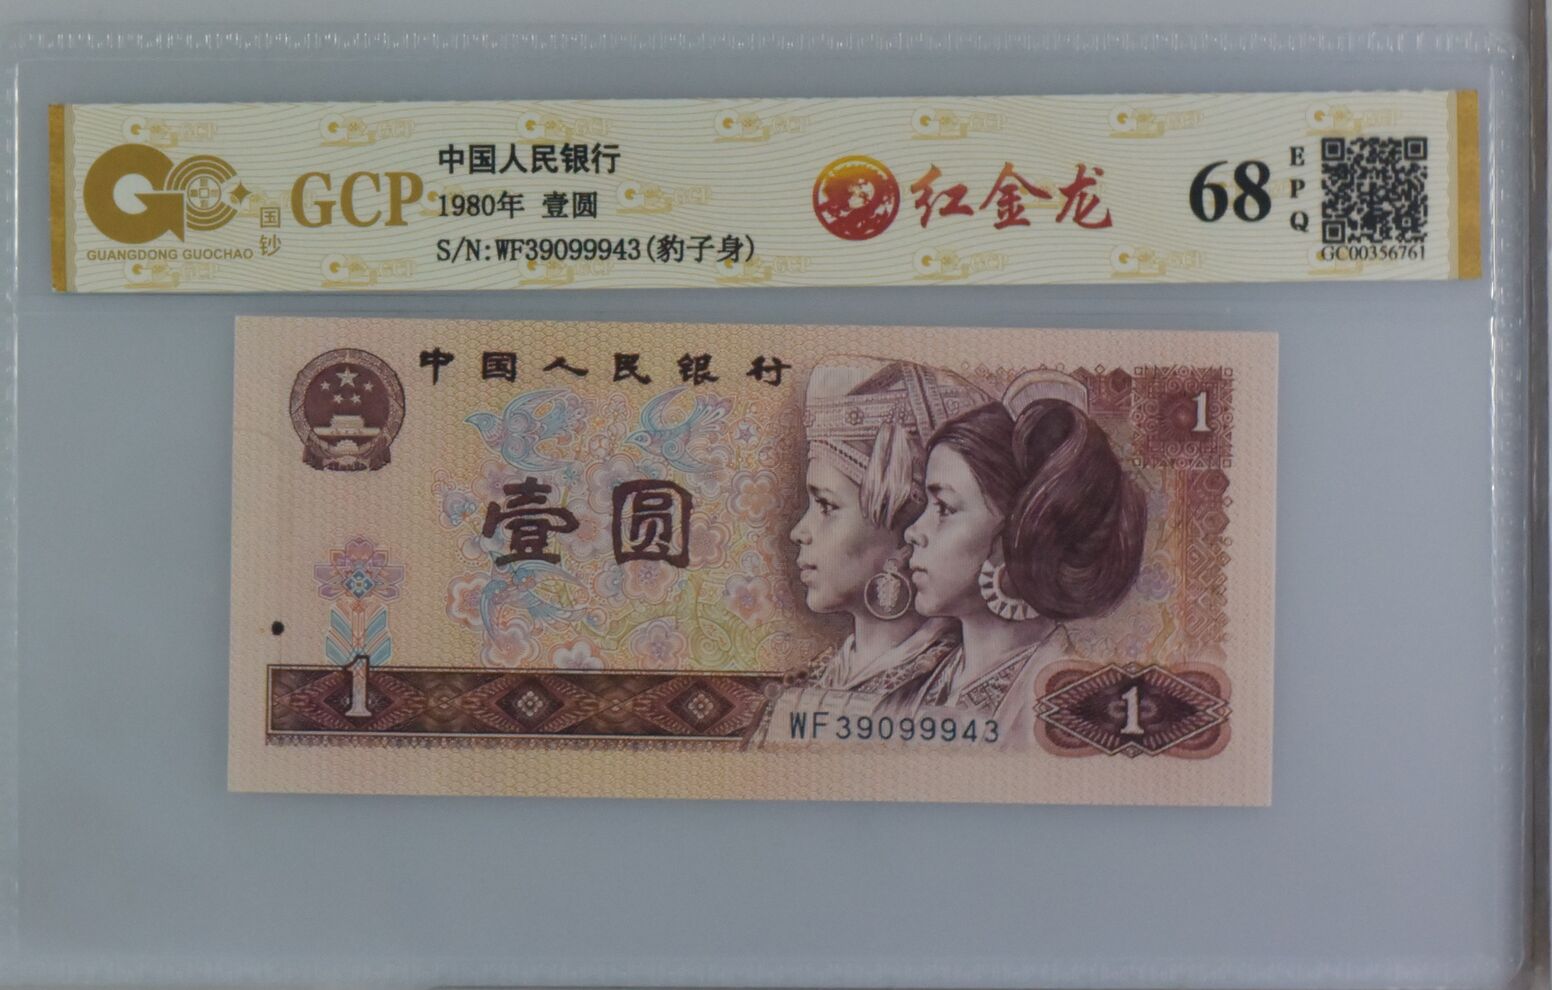 中国人民银行
1980年 壹圆
S/N:WF39099943(豹子身)
GCP
国钞
GUANGDONG GUOCHAO
红金龙
68
EPQ
GC00356761
中国人民银行
1
壹圆
1
1
WF39099943